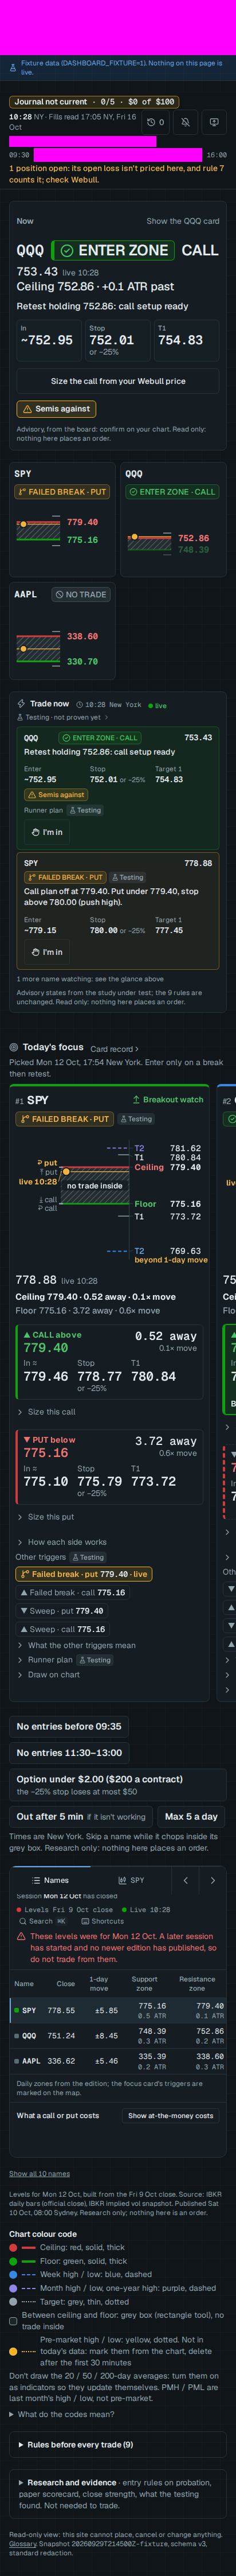 Fixture data (DASHBOARD_FIXTURE=1). Nothing on this page is
live.
Journal not current · 0/5 · $0 of $100
10:28 NY · Fills read 17:05 NY, Fri 16
Oct
0
09:30
16:00
1 position open: its open loss isn't priced here, and rule 7
counts it; check Webull.
Now
Show the QQQ card
QQQ ENTER ZONE CALL
753.43 live 10:28
Ceiling 752.86 · +0.1 ATR past
Retest holding 752.86: call setup ready
In
~752.95
Stop
752.01
or ~25%
T1
754.83
Size the call from your Webull price
Semis against
Advisory, from the board: confirm on your chart. Read only:
nothing here places an order.
SPY
FAILED BREAK · PUT
779.40
775.16
QQQ
ENTER ZONE · CALL
752.86
748.39
AAPL
NO TRADE
338.60
330.70
Trade now
10:28 New York
live
Testing · not proven yet
QQQ
ENTER ZONE · CALL
753.43
Retest holding 752.86: call setup ready
Enter
~752.95
Stop
752.01 or ~25%
Target 1
754.83
Semis against
Runner plan
Testing
I'm in
SPY
778.88
FAILED BREAK · PUT
Testing
Call plan off at 779.40. Put under 779.40,
stop above 780.00 (push high).
Enter
~779.15
Stop
780.00 or ~25%
Target 1
777.45
I'm in
1 more name watching: see the glance above
Advisory states from the study under test; the 9 rules are
unchanged. Read only: nothing here places an order.
Today's focus
Card record
Picked Mon 12 Oct, 17:54 New York. Enter only on a break
then retest.
#1 SPY
Breakout watch
#2
FAILED BREAK · PUT
Testing
T2 781.62
T1 780.84
Ceiling 779.40
put
put
live 10:28
no trade inside
call
call
Floor 775.16
T1 773.72
T2 769.63
beyond 1-day move
778.88 live 10:28
Ceiling 779.40 · 0.52 away · 0.1× move
Floor 775.16 · 3.72 away · 0.6× move
CALL above
779.40
0.52 away
0.1× move
In ≈
779.46
Stop
778.77
or ~25%
T1
780.84
Size this call
PUT below
775.16
3.72 away
0.6× move
In ≈
775.10
Stop
775.79
or ~25%
T1
773.72
Size this put
How each side works
Other triggers
Testing
Failed break · put 779.40 · live
Failed break · call 775.16
Sweep · put 779.40
Sweep · call 775.16
What the other triggers mean
Runner plan
Testing
Draw on chart
No entries before 09:35
No entries 11:30–13:00
Option under $2.00 ($200 a contract)
the ~25% stop loses at most $50
Out after 5 min if it isn't working
Max 5 a day
Times are New York. Skip a name while it chops inside its
grey box. Research only: nothing here places an order.
Names
SPY
Session Mon 12 Oct has closed
Levels Fri 9 Oct close
Live 10:28
Search ⌘K
Shortcuts
These levels were for Mon 12 Oct. A later session
has started and no newer edition has published, so
do not trade from them.
Name Close 1-day move Support zone Resistance zone
SPY 778.55 ±5.85 775.16 779.40
0.5 ATR 0.1 ATR
QQQ 751.24 ±8.45 748.39 752.86
0.3 ATR 0.2 ATR
AAPL 336.62 ±5.46 335.39 338.60
0.2 ATR 0.3 ATR
Daily zones from the edition; the focus card's triggers are
marked on the map.
What a call or put costs
Show at-the-money costs
Show all 10 names
Levels for Mon 12 Oct, built from the Fri 9 Oct close. Source: IBKR
daily bars (official close), IBKR implied vol snapshot. Published Sat
10 Oct, 08:00 Sydney. Research only; nothing here is an order.
Chart colour code
Ceiling: red, solid, thick
Floor: green, solid, thick
Week high / low: blue, dashed
Month high / low, one-year high: purple, dashed
Target: grey, thin, dotted
Between ceiling and floor: grey box (rectangle tool), no
trade inside
Pre-market high / low: yellow, dotted. Not in
today's data: mark them from the chart, delete
after the first 30 minutes
Don't draw the 20 / 50 / 200-day averages: turn them on
as indicators so they update themselves. PMH / PML are
last month's high / low, not pre-market.
What do the codes mean?
Rules before every trade (9)
Research and evidence · entry rules on probation,
paper scorecard, close strength, what the testing
found. Not needed to trade.
Read-only view: this site cannot place, cancel or change anything.
Glossary. Snapshot 20260929T214500Z-fixture, schema v3,
standard redaction.